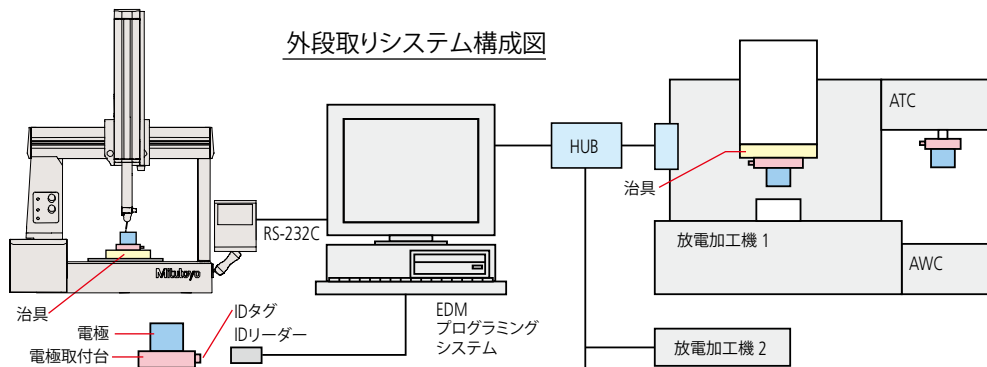 外段取りシステム構成図
ATC
HUB
治具
RS-232C
放電加工機 1
AWC
Mitutoyo
治具
IDタグ
電極
IDリーダー
電極取付台
EDM
プログラミング
システム
放電加工機 2